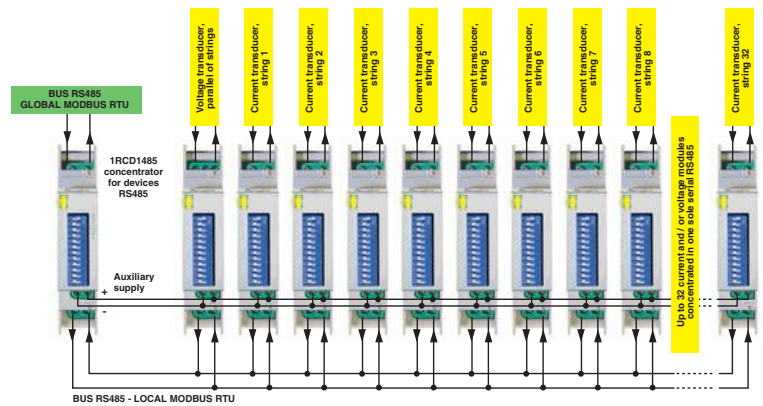 BUS RS485
GLOBAL MODBUS RTU
1RCD1485
concentrator
for devices
RS485
Auxiliary
supply
+
-
Voltage transducer,
parallel of strings
Current transducer,
string 1
Current transducer,
string 2
Current transducer,
string 3
Current transducer,
string 4
Current transducer,
string 5
Current transducer,
string 6
Current transducer,
string 7
Current transducer,
string 8
Up to 32 current and / or voltage modules
concentrated in one sole serial RS485
Current transducer,
string 32
BUS RS485 - LOCAL MODBUS RTU